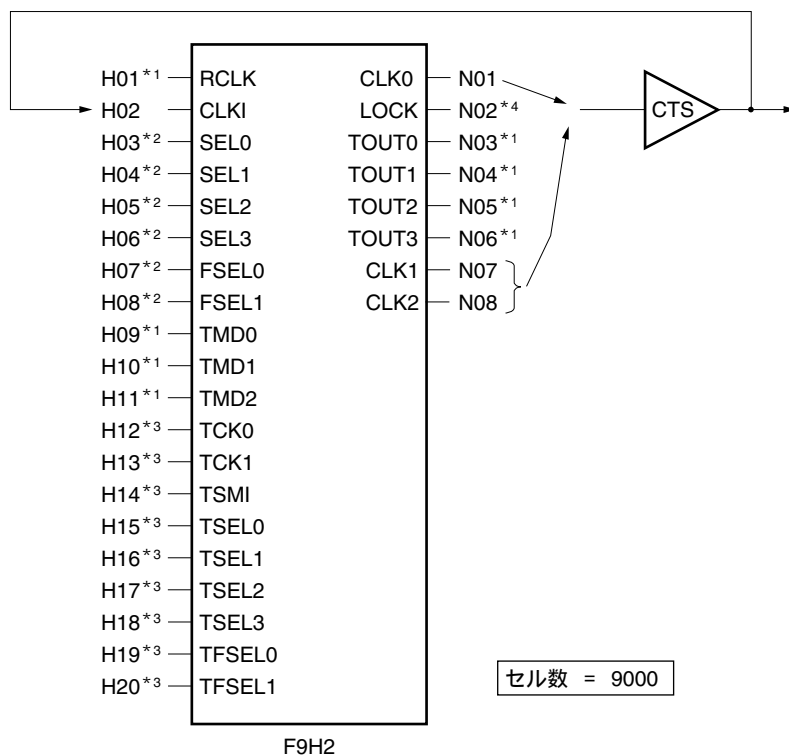 H01*1 RCLK CLK0 N01
H02 CLKI LOCK N02*4
H03*2 SEL0 TOUT0 N03*1
H04*2 SEL1 TOUT1 N04*1
H05*2 SEL2 TOUT2 N05*1
H06*2 SEL3 TOUT3 N06*1
H07*2 FSEL0 CLK1 N07
H08*2 FSEL1 CLK2 N08
H09*1 TMD0
H10*1 TMD1
H11*1 TMD2
H12*3 TCK0
H13*3 TCK1
H14*3 TSMI
H15*3 TSEL0
H16*3 TSEL1
H17*3 TSEL2
H18*3 TSEL3
H19*3 TFSEL0
H20*3 TFSEL1
CTS
セル数 = 9000
F9H2